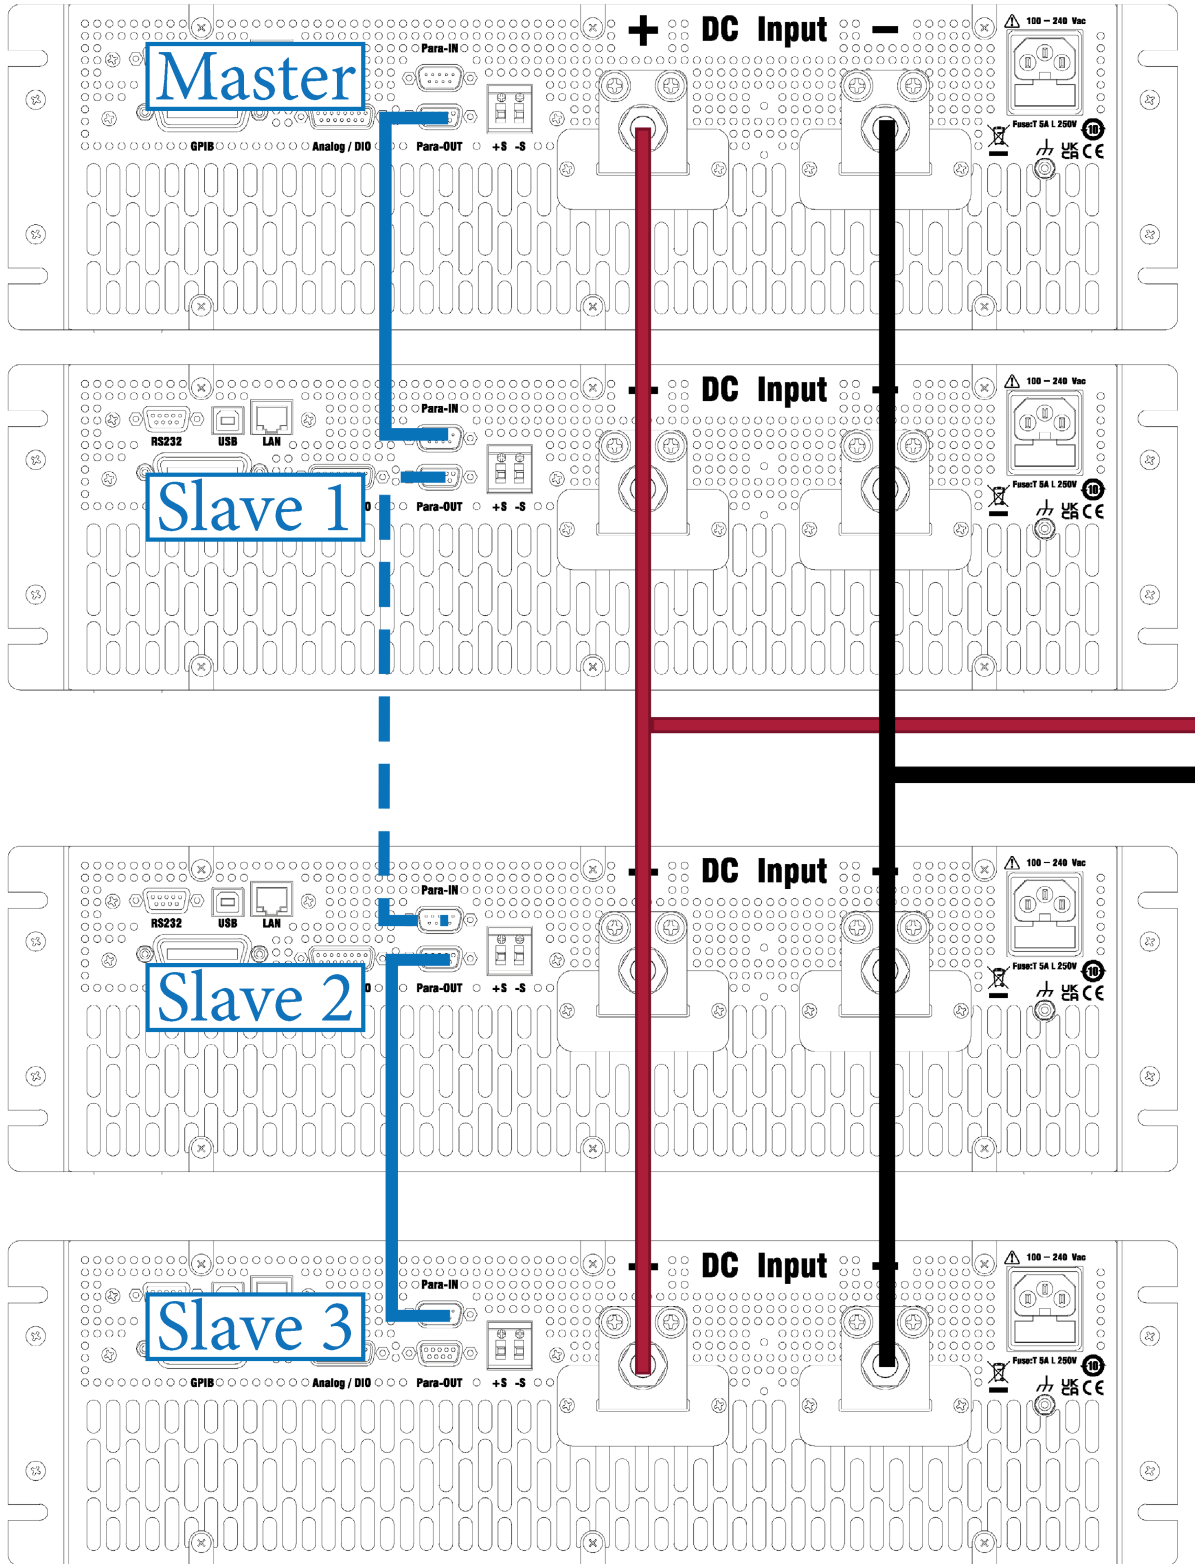 + DC Input −
100 – 240 Vac
Para-IN
Master
Fuse:T 5A L 250V
10
UK
CA CE
GPIB Analog / DIO Para-OUT +S -S
DC Input
100 – 240 Vac
Para-IN
RS232 USB LAN
Fuse:T 5A L 250V
10
Slave 1
O Para-OUT +S -S
UK
CA CE
DC Input
100 – 240 Vac
Para-IN
RS232 USB LAN
Fuse:T 5A L 250V
10
Slave 2
O Para-OUT +S -S
UK
CA CE
DC Input
100 – 240 Vac
Para-IN
Slave 3
Fuse:T 5A L 250V
10
UK
CA CE
GPIB Analog / DIO Para-OUT +S -S